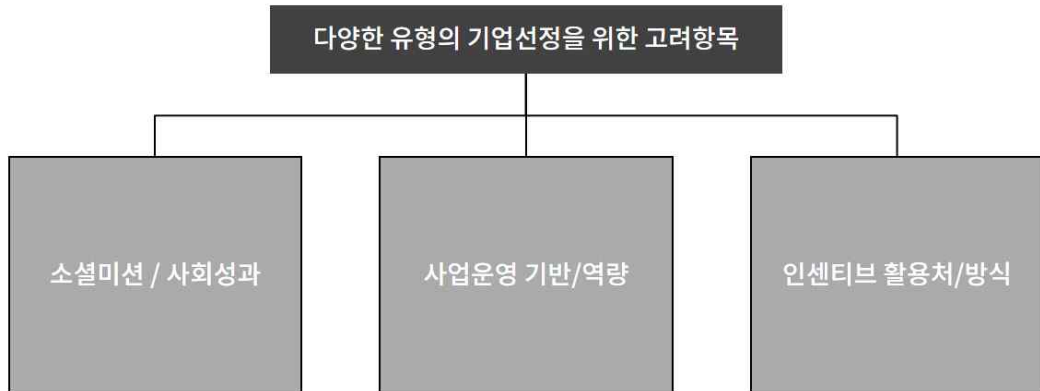 다양한 유형의 기업선정을 위한 고려항목
소셜미션 / 사회성과
사업운영 기반/역량
인센티브 활용처/방식